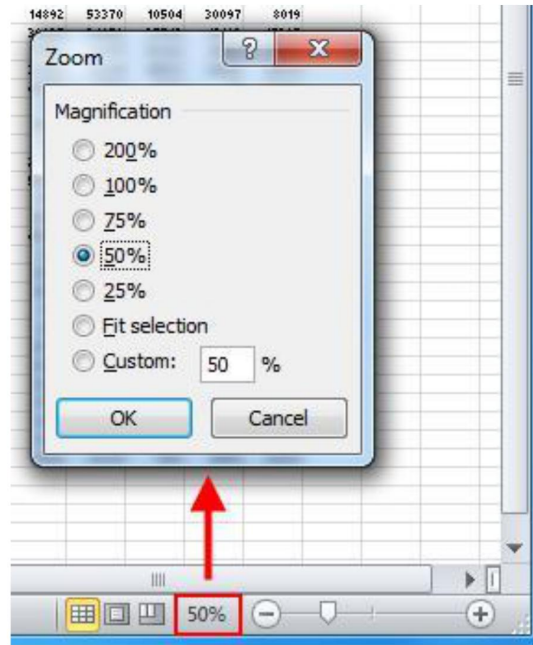 14892 53370 10504 30097 8019
Zoom
Magnification
200%
100%
75%
50%
25%
Fit selection
Custom: 50 %
OK Cancel
50%